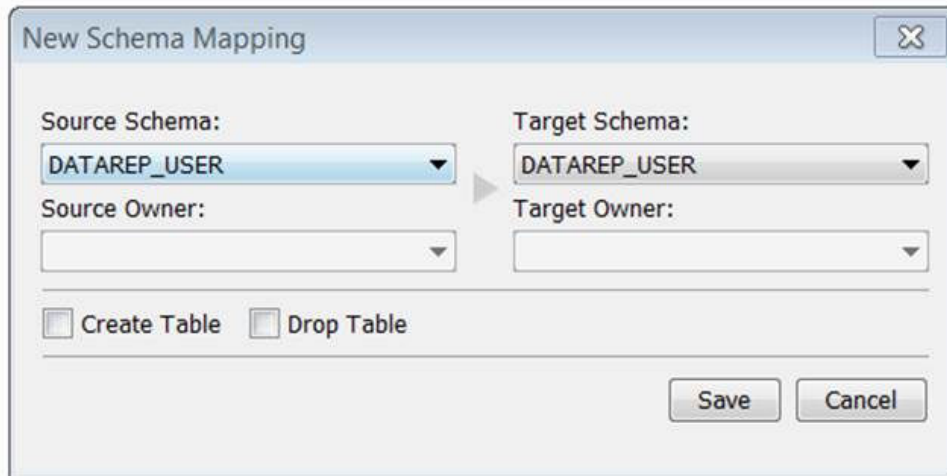 New Schema Mapping
Source Schema: Target Schema:
DATAREP_USER DATAREP_USER
Source Owner: Target Owner:
Create Table Drop Table
Save Cancel